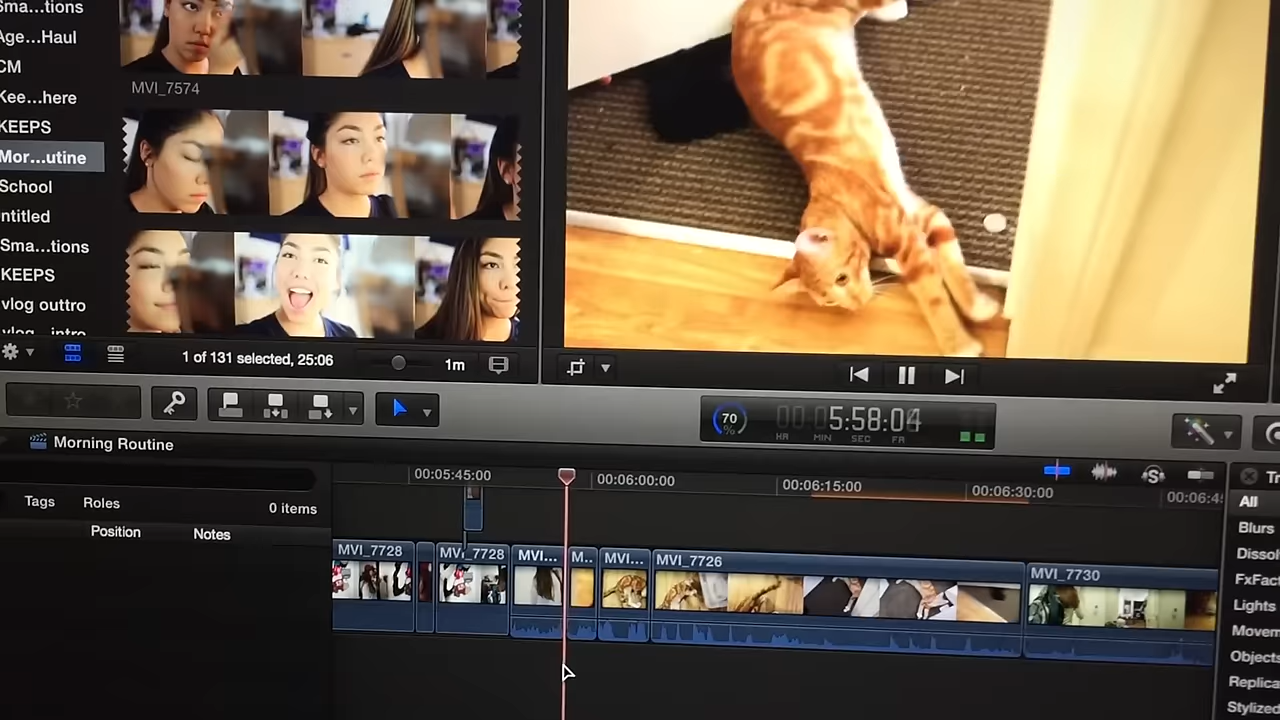 Sma...tions
Age...Haul
CM
Kee...here
KEEPS
Mor...utine
School
ntitled
Sma...tions
KEEPS
vlog outtro
vlog...intro
MVI_7574
1 of 131 selected, 25:06
1m
70
%
00 05:58:04
HR MIN SEC FR
Morning Routine
Tags Roles 0 items
Position Notes
00:05:45:00 00:06:00:00 00:06:15:00 00:06:30:00 00:06:4
MVI_7728
MVI_7728
MVI...
M..
MVI...
MVI_7726
MVI_7730
S
Tr
All
Blurs
Dissol
FxFac
Lights
Movem
Objects
Replica
Stylized